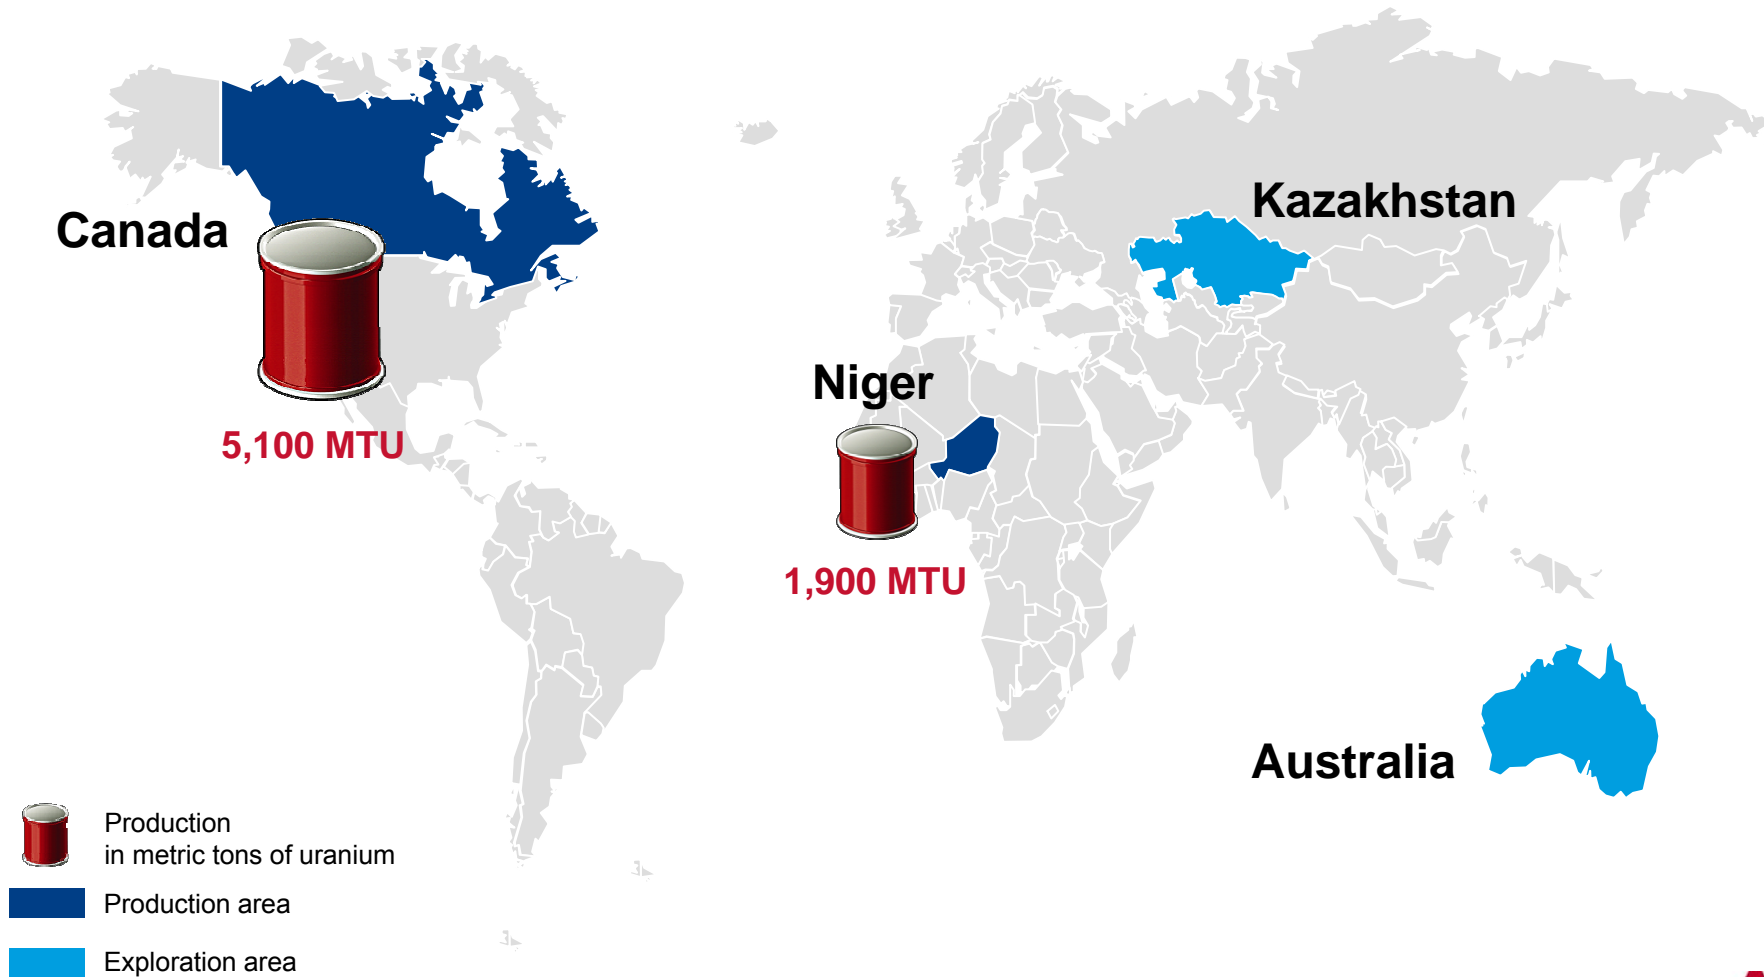 Kazakhstan
Canada
Niger
5,100 MTU
1,900 MTU
Australia
Production
in metric tons of uranium
Production area
Exploration area